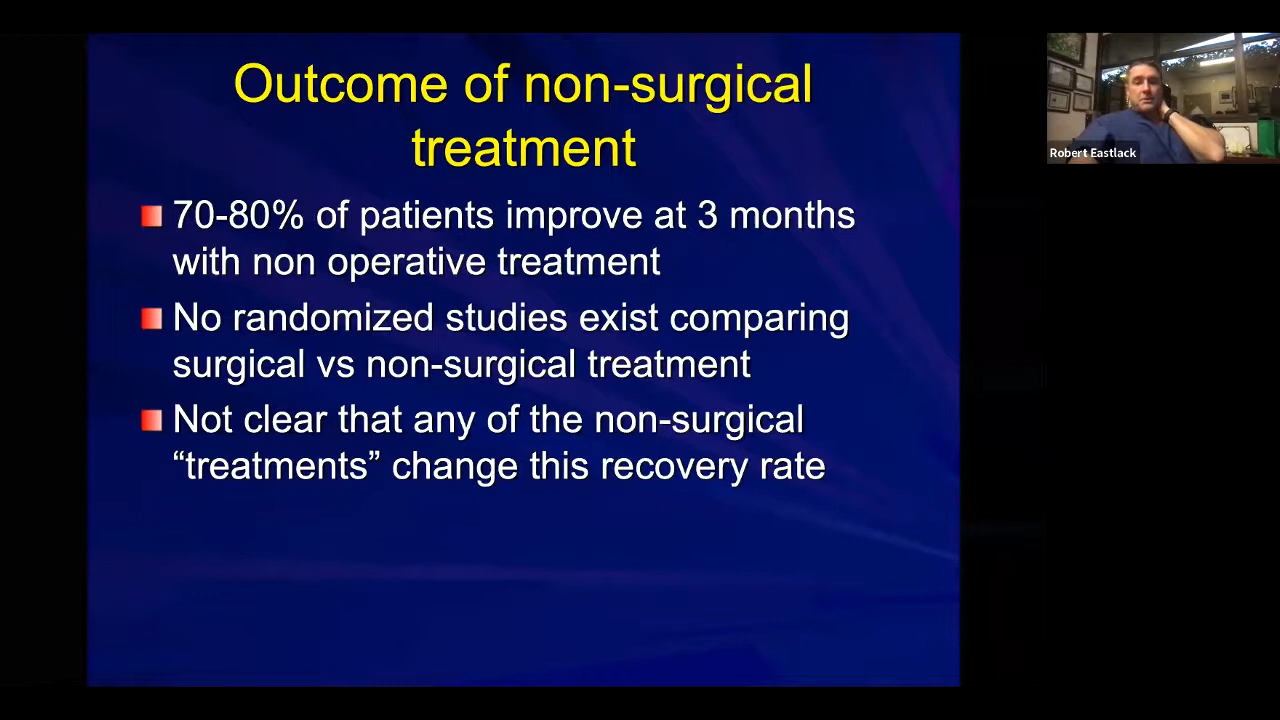 Outcome of non-surgical
treatment
70-80% of patients improve at 3 months
with non operative treatment
No randomized studies exist comparing
surgical vs non-surgical treatment
Not clear that any of the non-surgical
“treatments” change this recovery rate
Robert Eastlack